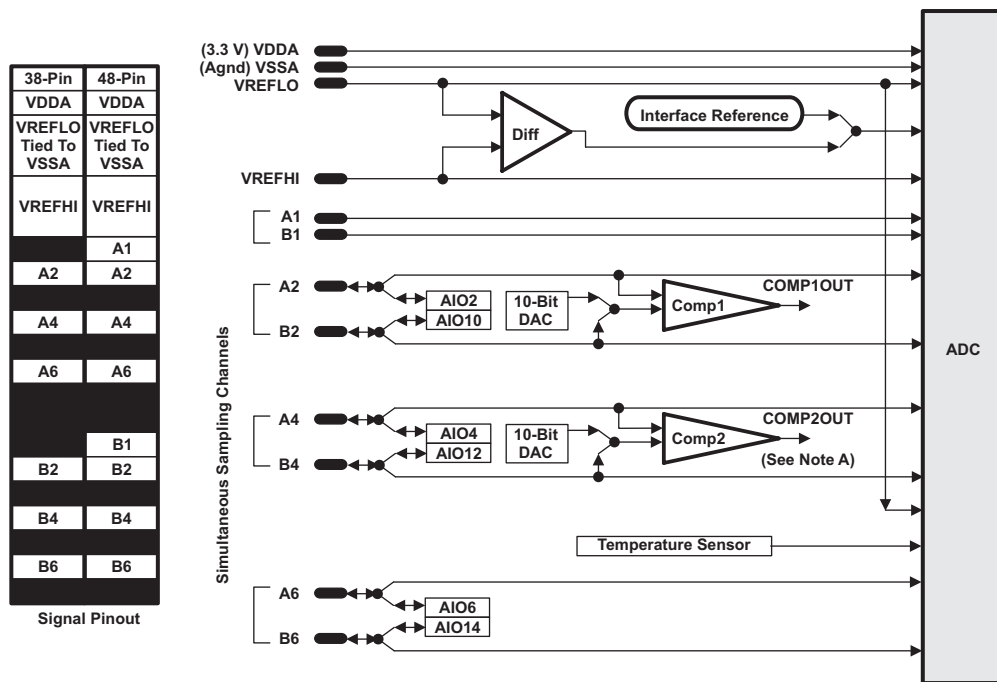 38-Pin 48-Pin
VDDA VDDA
VREFLO VREFLO
Tied To Tied To
VSSA VSSA
VREFHI VREFHI
A1
A2 A2
A4 A4
A6 A6
B1
B2 B2
B4 B4
B6 B6
Signal Pinout
Simultaneous Sampling Channels
(3.3 V) VDDA
(Agnd) VSSA
VREFLO
Interface Reference
Diff
VREFHI
A1
B1
A2
AIO2
AIO10
B2
10-Bit
DAC
Comp1
COMP1OUT
ADC
A4
AIO4
AIO12
B4
10-Bit
DAC
Comp2
COMP2OUT
(See Note A)
Temperature Sensor
A6
AIO6
AIO14
B6